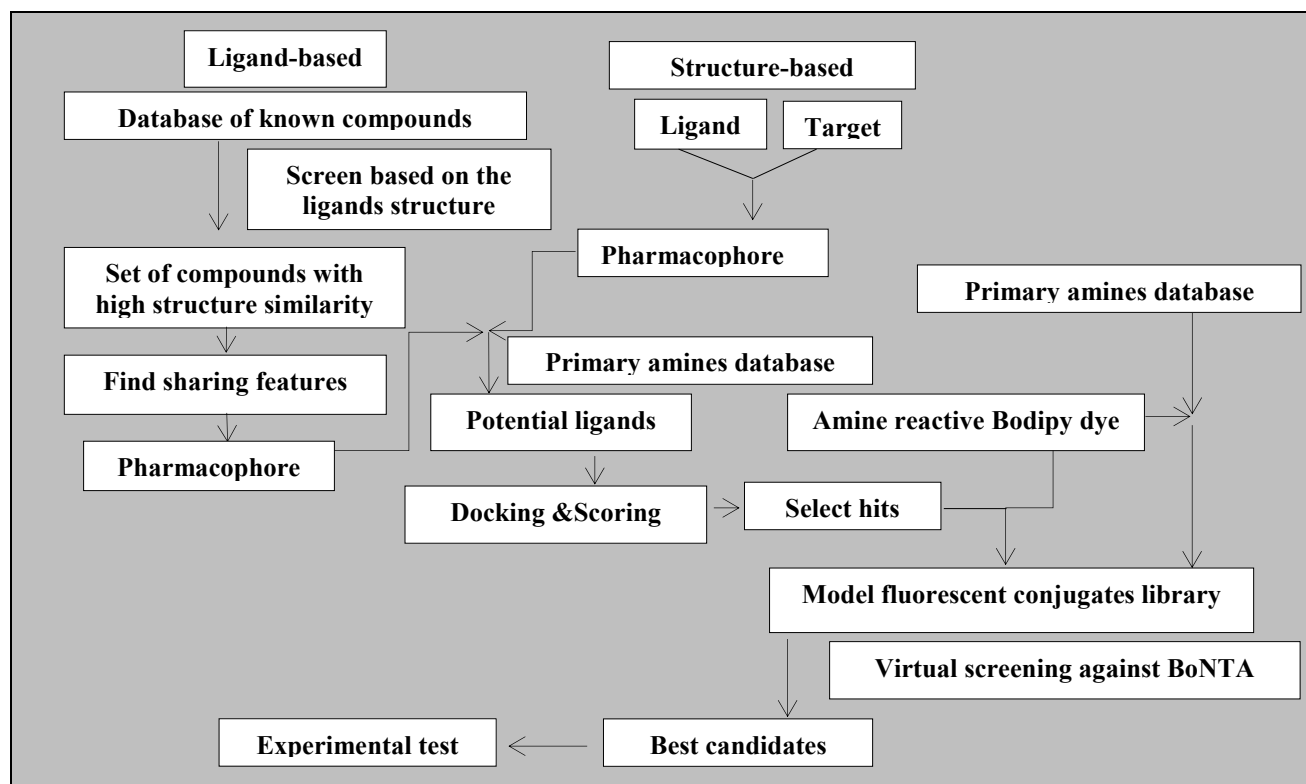 Ligand-based
Structure-based
Database of known compounds
Ligand
Target
Screen based on the
ligands structure
Pharmacophore
Set of compounds with
high structure similarity
Primary amines database
Primary amines database
Find sharing features
Potential ligands
Amine reactive Bodipy dye
Pharmacophore
Docking &Scoring
Select hits
Model fluorescent conjugates library
Virtual screening against BoNTA
Experimental test
Best candidates